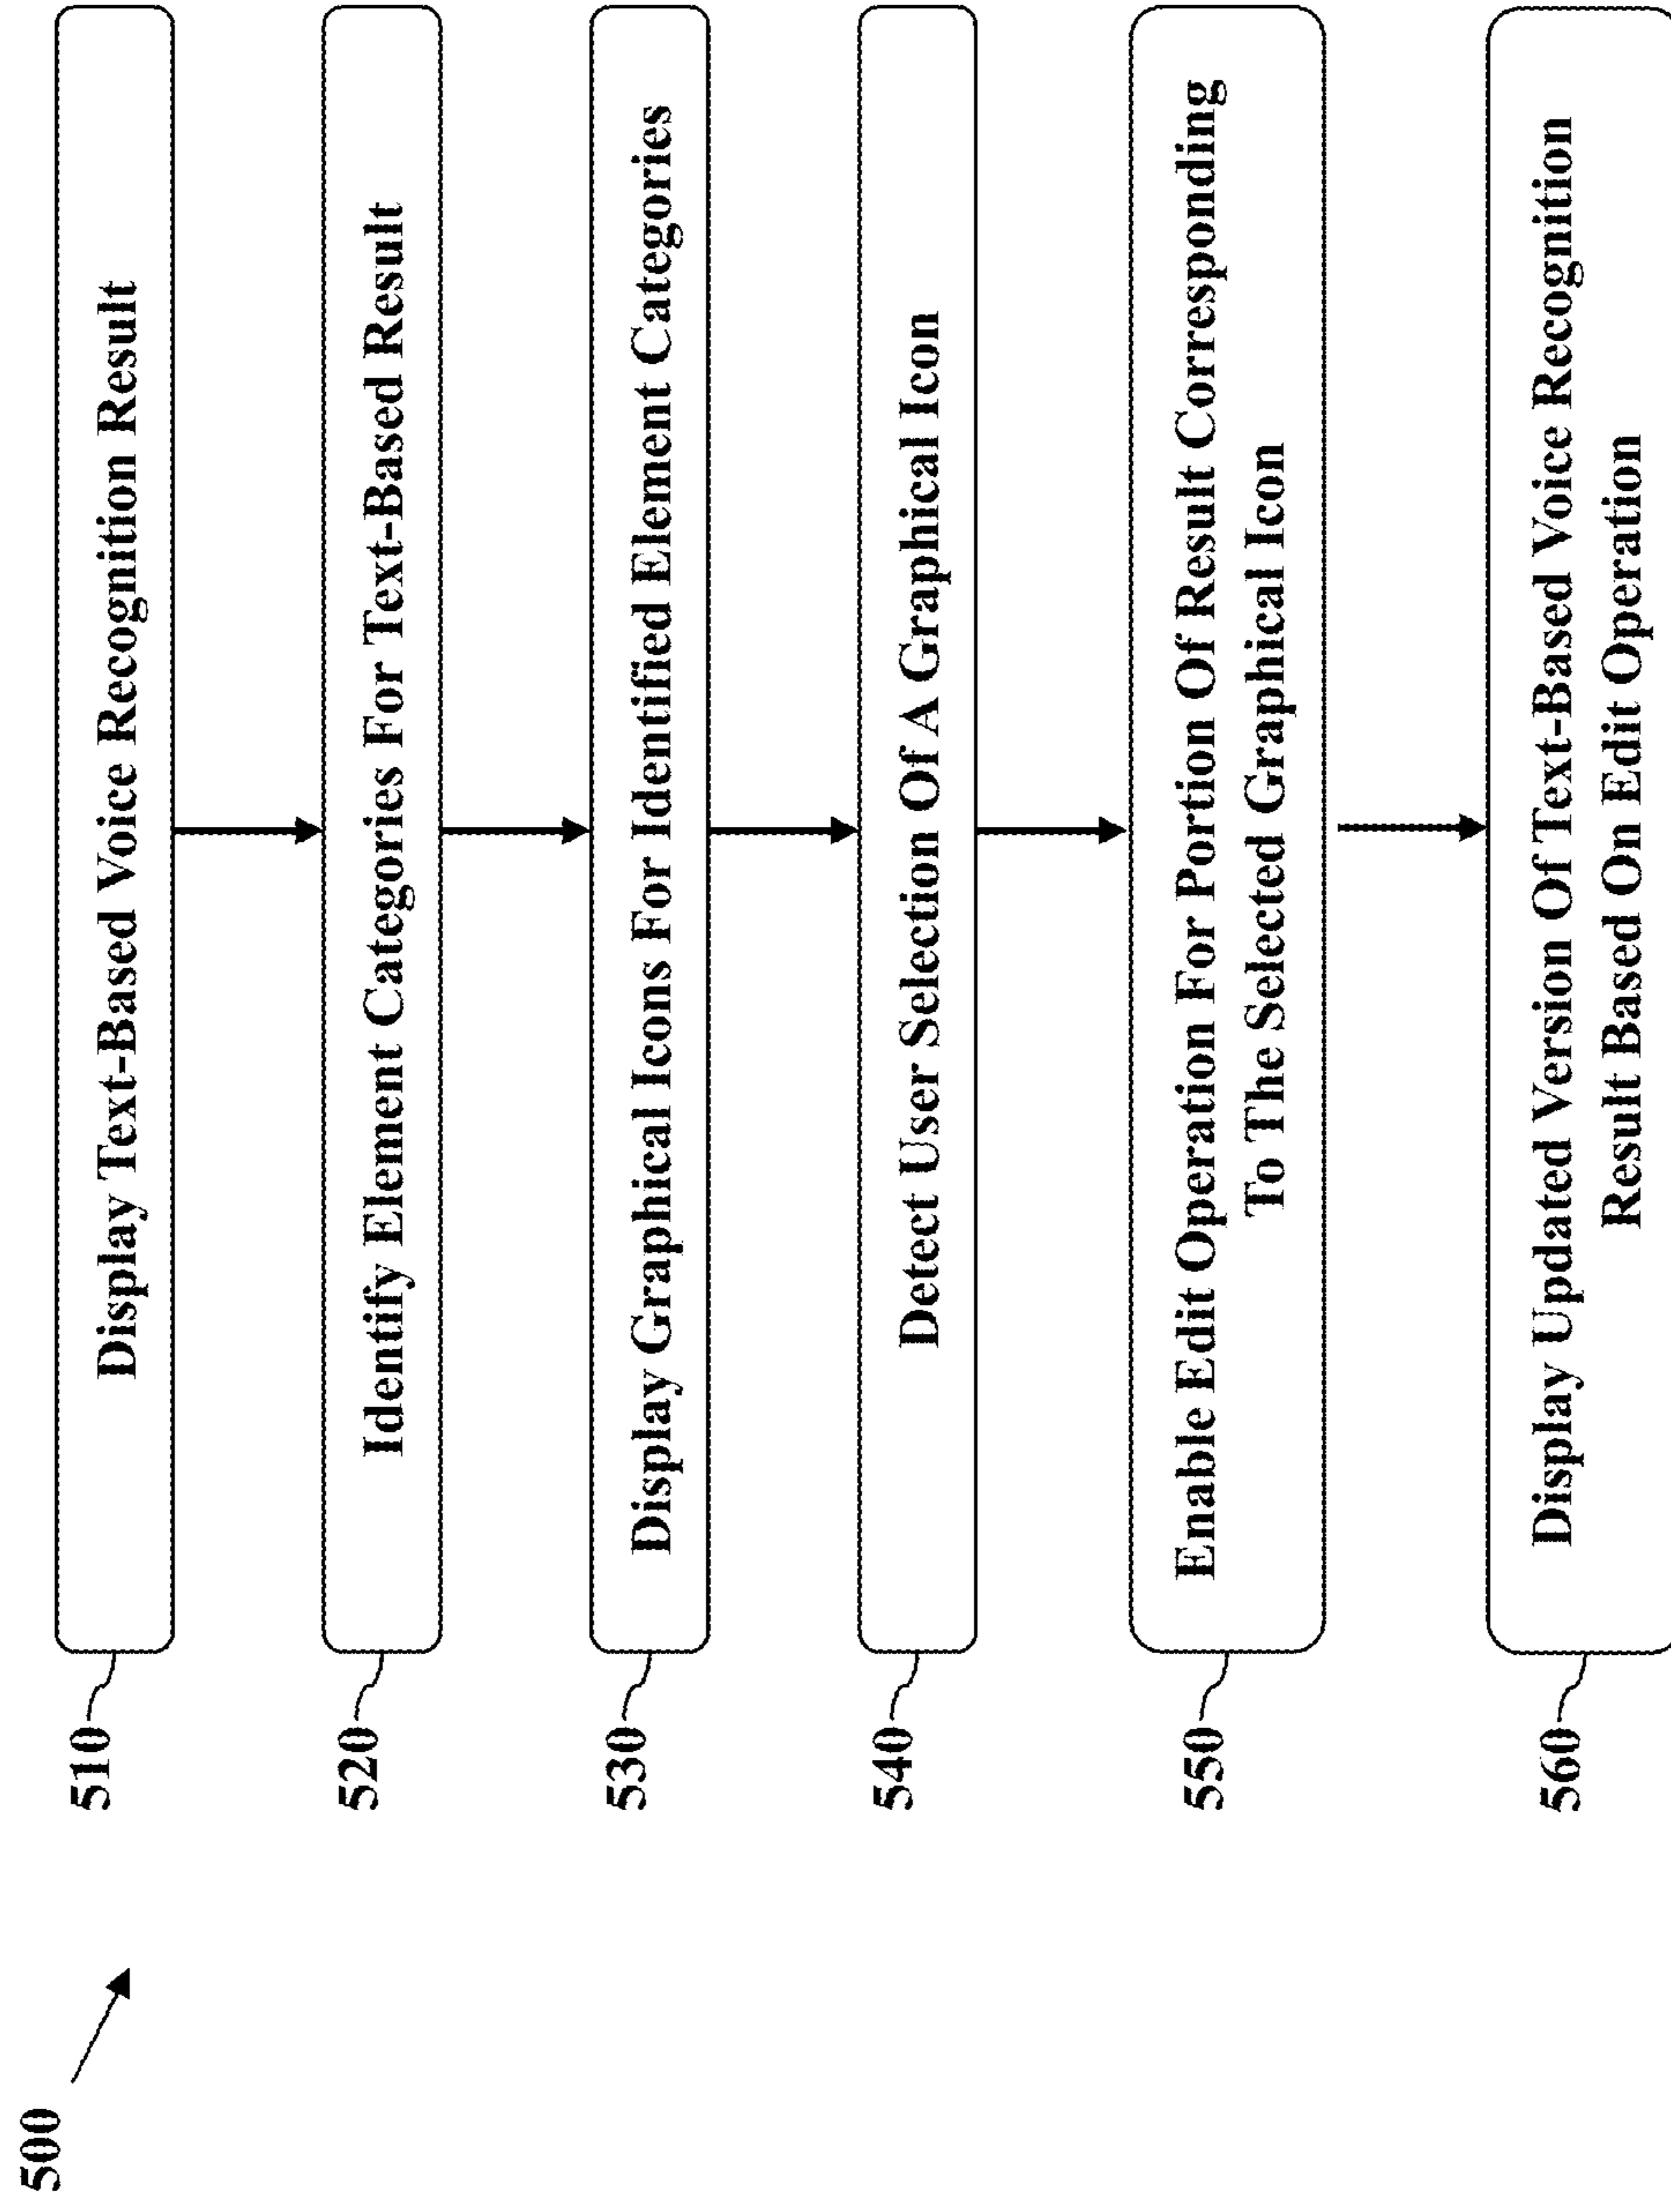 500
510
Display Text-Based Voice Recognition Result
520
Identify Element Categories For Text-Based Result
530
Display Graphical Icons For Identified Element Categories
540
Detect User Selection Of A Graphical Icon
550
Enable Edit Operation For Portion Of Result Corresponding
To The Selected Graphical Icon
560
Display Updated Version Of Text-Based Voice Recognition
Result Based On Edit Operation